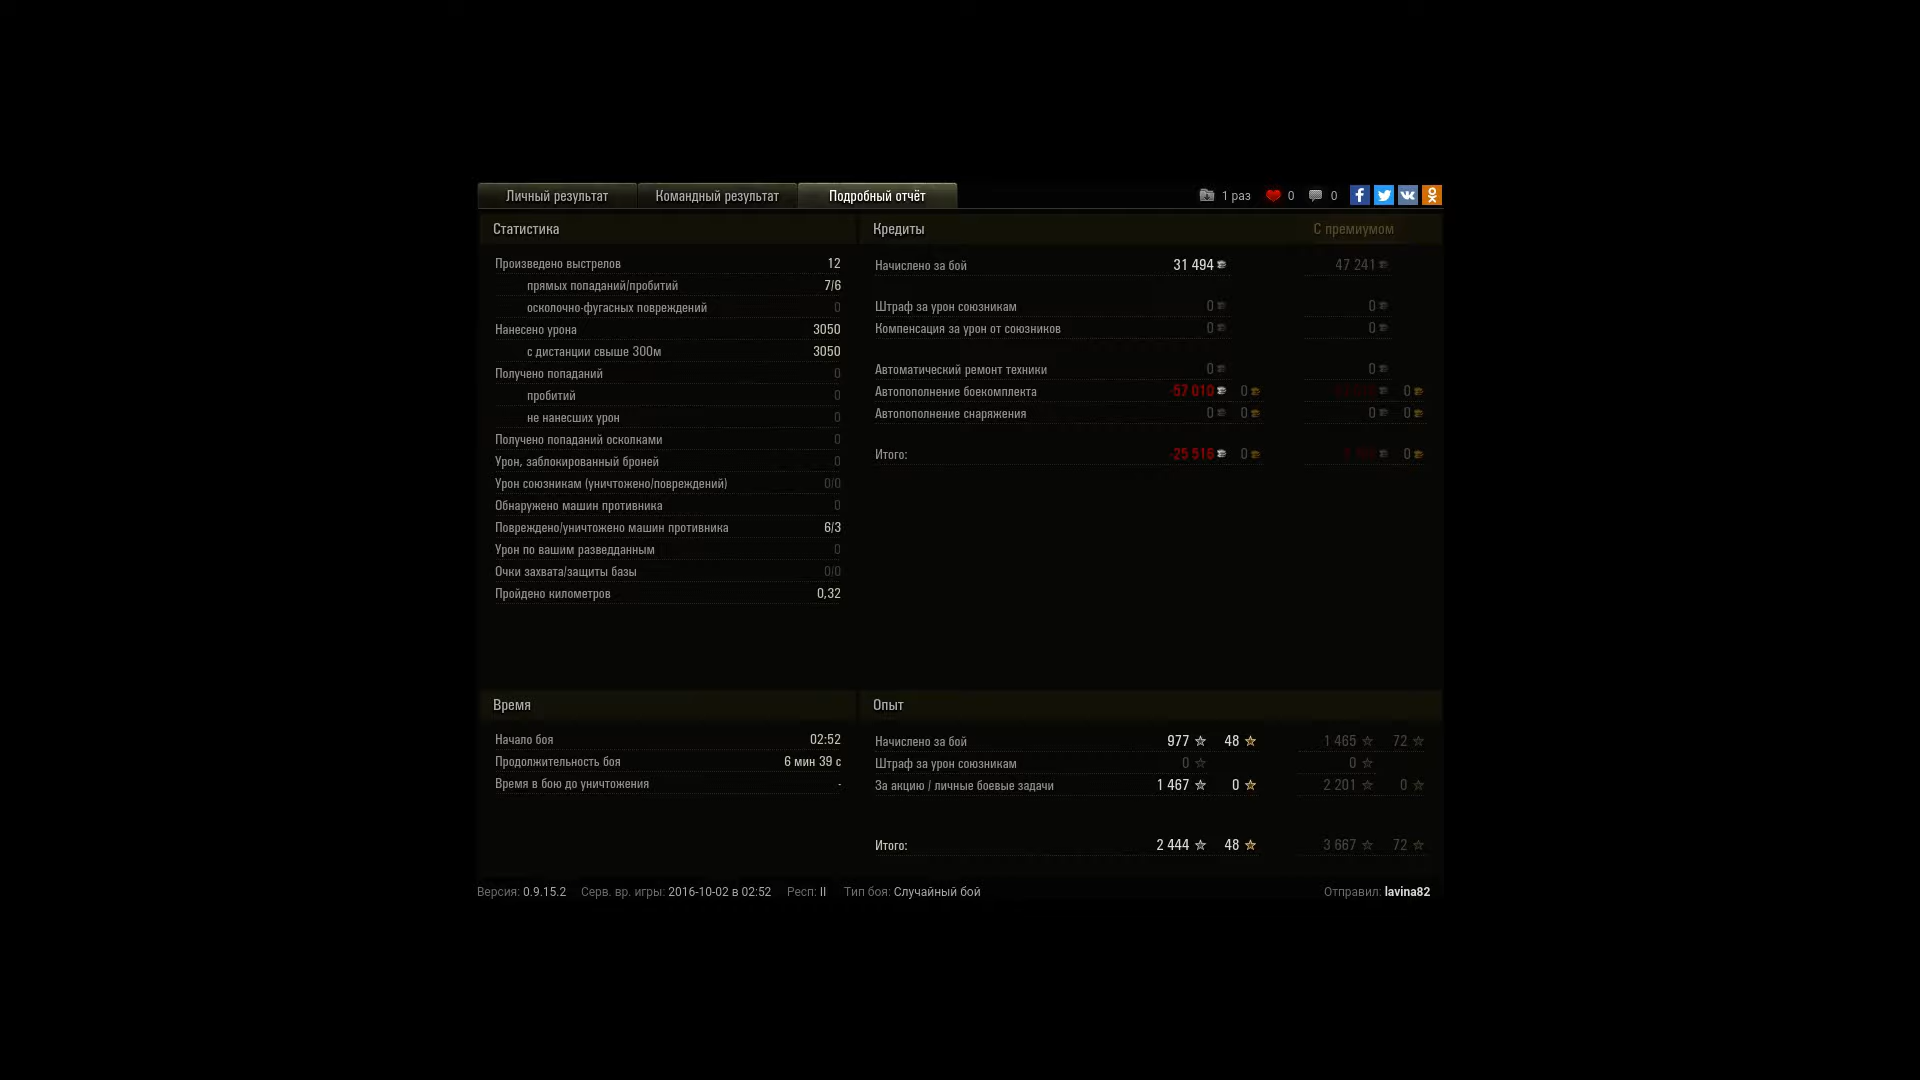 Личный результат Командный результат Подробный отчёт 1 раз 0 0
Статистика
Произведено выстрелов 12
прямых попаданий/пробитий 7/6
осколочно-фугасных повреждений 0
Нанесено урона 3050
с дистанции свыше 300м 3050
Получено попаданий 0
пробитий 0
не нанесших урон 0
Получено попаданий осколками 0
Урон, заблокированный броней 0
Урон союзникам (уничтожено/повреждений) 0/0
Обнаружено машин противника 0
Повреждено/уничтожено машин противника 6/3
Урон по вашим разведданным 0
Очки захвата/защиты базы 0/0
Пройдено километров 0,32
Кредиты С премиумом
Начислено за бой 31 494 47 241
Штраф за урон союзникам 0 0
Компенсация за урон от союзников 0 0
Автоматический ремонт техники 0 0
Автопополнение боекомплекта -57 010 0 0
Автопополнение снаряжения 0 0 0 0
Итого: -25 516 0 0
Время
Начало боя 02:52
Продолжительность боя 6 мин 39 с
Время в бою до уничтожения -
Опыт
Начислено за бой 977 48 1 465 72
Штраф за урон союзникам 0 0
За акцию / личные боевые задачи 1 467 0 2 201 0
Итого: 2 444 48 3 667 72
Версия: 0.9.15.2 Серв. вр. игры: 2016-10-02 в 02:52 Респ: II Тип боя: Случайный бой Отправил: lavina82